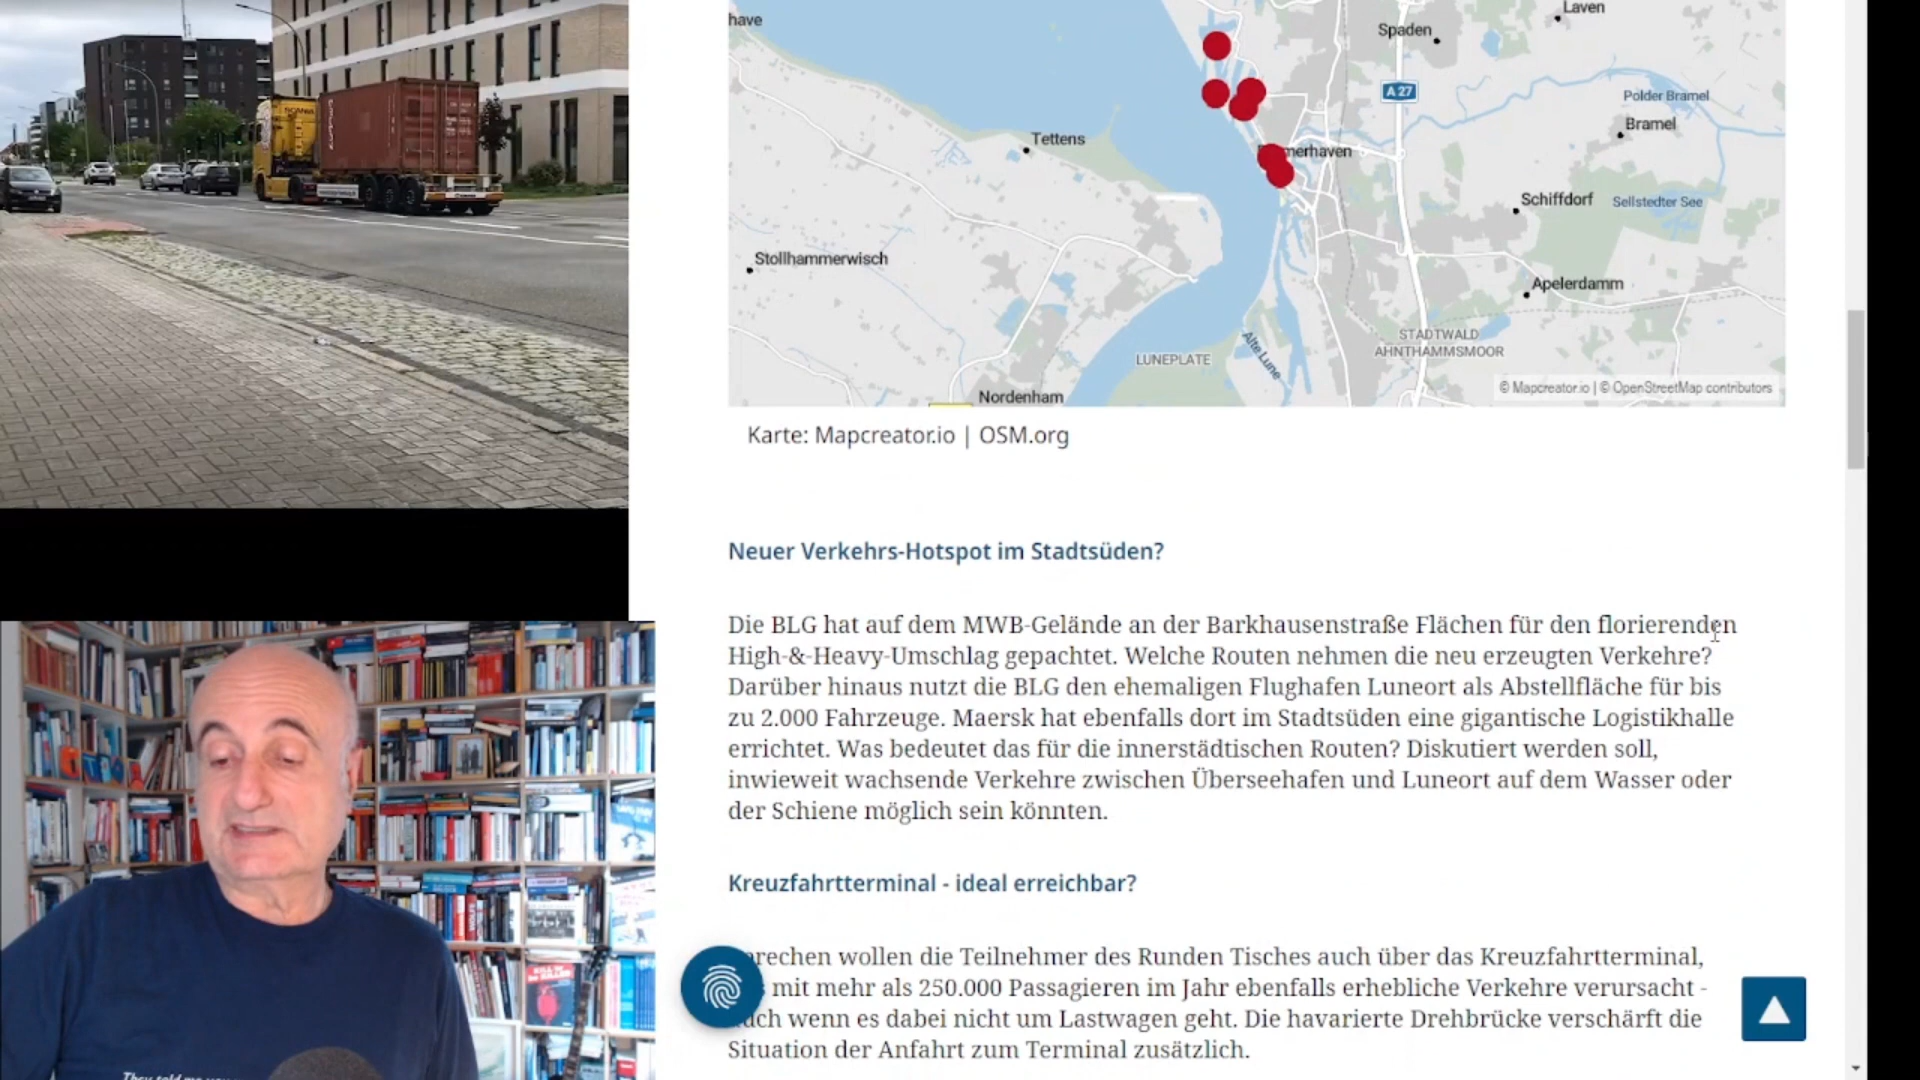 SCANIA
have
Laven
Spaden
A 27
Polder Bramel
Bramel
Tettens
merhaven
Schiffdorf
Sellstedter See
Stollhammerwisch
Apelerdamm
STADTWALD
AHNTHAMMSMOOR
LUNEPLATE
Alte Lune
Nordenham
© Mapcreator.io | © OpenStreetMap contributors
Karte: Mapcreator.io | OSM.org
Neuer Verkehrs-Hotspot im Stadtsüden?
Die BLG hat auf dem MWB-Gelände an der Barkhausenstraße Flächen für den florierenden
High-&-Heavy-Umschlag gepachtet. Welche Routen nehmen die neu erzeugten Verkehre?
Darüber hinaus nutzt die BLG den ehemaligen Flughafen Luneort als Abstellfläche für bis
zu 2.000 Fahrzeuge. Maersk hat ebenfalls dort im Stadtsüden eine gigantische Logistikhalle
errichtet. Was bedeutet das für die innerstädtischen Routen? Diskutiert werden soll,
inwieweit wachsende Verkehre zwischen Überseehafen und Luneort auf dem Wasser oder
der Schiene möglich sein könnten.
Kreuzfahrtterminal - ideal erreichbar?
prechen wollen die Teilnehmer des Runden Tisches auch über das Kreuzfahrtterminal,
mit mehr als 250.000 Passagieren im Jahr ebenfalls erhebliche Verkehre verursacht -
uch wenn es dabei nicht um Lastwagen geht. Die havarierte Drehbrücke verschärft die
Situation der Anfahrt zum Terminal zusätzlich.
They told me